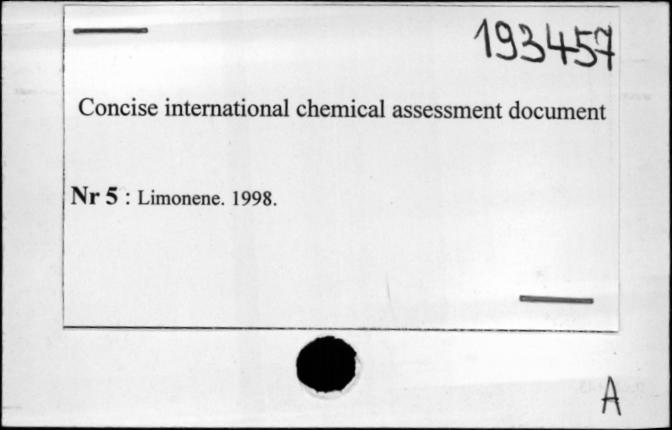 193457
Concise international chemical assessment document
Nr 5 : Limonene. 1998.
A